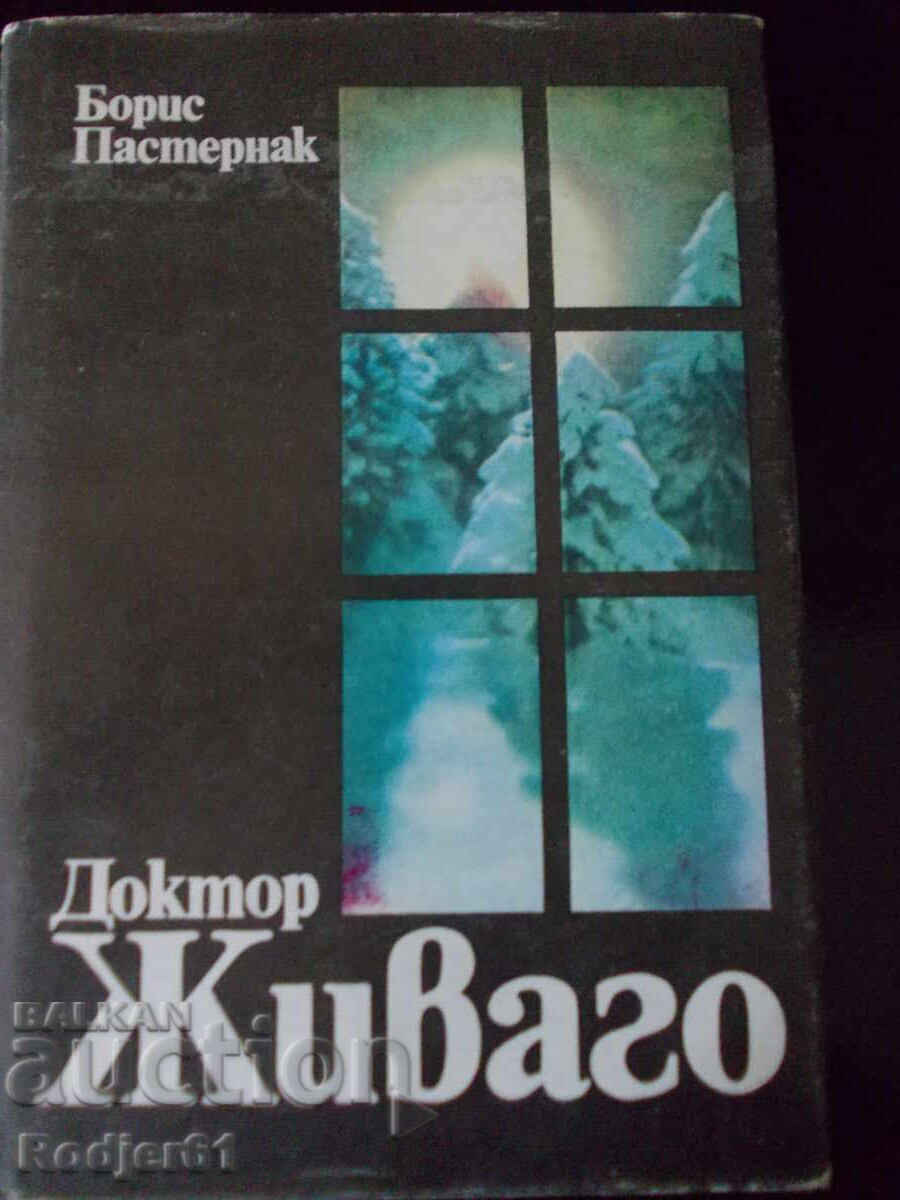 Борис
Пастернак
Доктор
Живаго
BALKAN
auction
Rodjer61